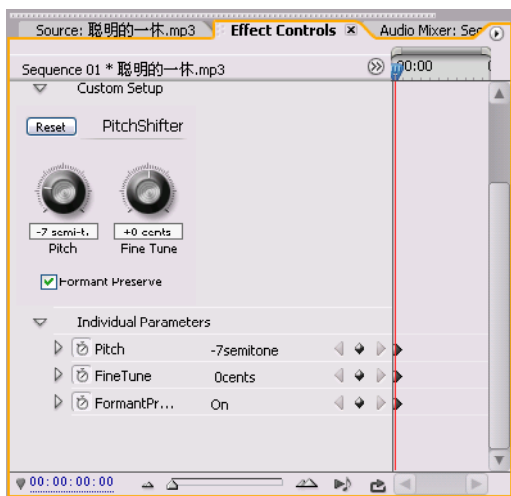 Source: 聪明的一休.mp3 Effect Controls × Audio Mixer: Seq
Sequence 01 * 聪明的一休.mp3 00:00
Custom Setup
Reset PitchShifter
-7 semi-t. +0 cents
Pitch Fine Tune
Formant Preserve
Individual Parameters
Pitch -7semitone
FineTune 0cents
FormantPr... On
00:00:00:00